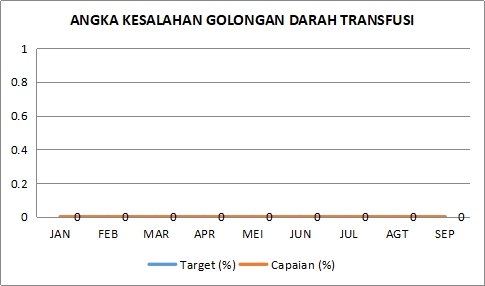 ANGKA KESALAHAN GOLONGAN DARAH TRANSFUSI
1
0.8
0.6
0.4
0.2
0
0 0 0 0 0 0 0 0 0
JAN FEB MAR APR MEI JUN JUL AGT SEP
Target (%) Capaian (%)